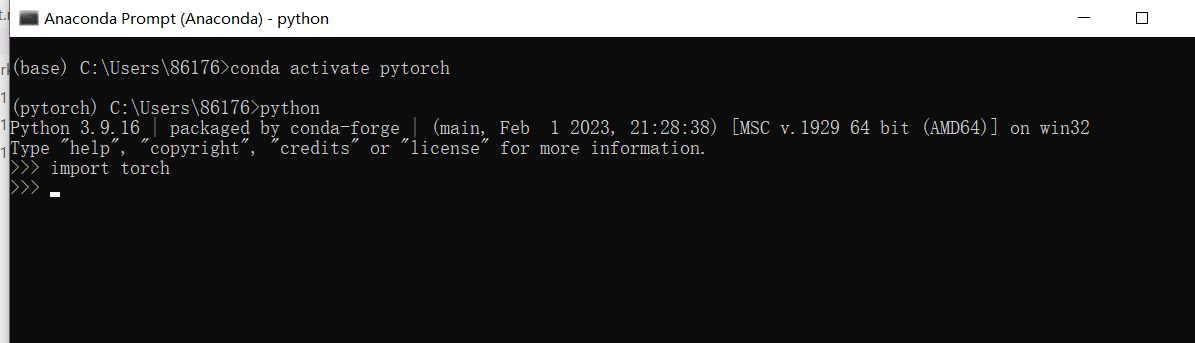 Anaconda Prompt (Anaconda) - python
(base) C:\Users\86176>conda activate pytorch
(pytorch) C:\Users\86176>python
Python 3.9.16 | packaged by conda-forge | (main, Feb  1 2023, 21:28:38) [MSC v.1929 64 bit (AMD64)] on win32
Type "help", "copyright", "credits" or "license" for more information.
>>> import torch
>>>